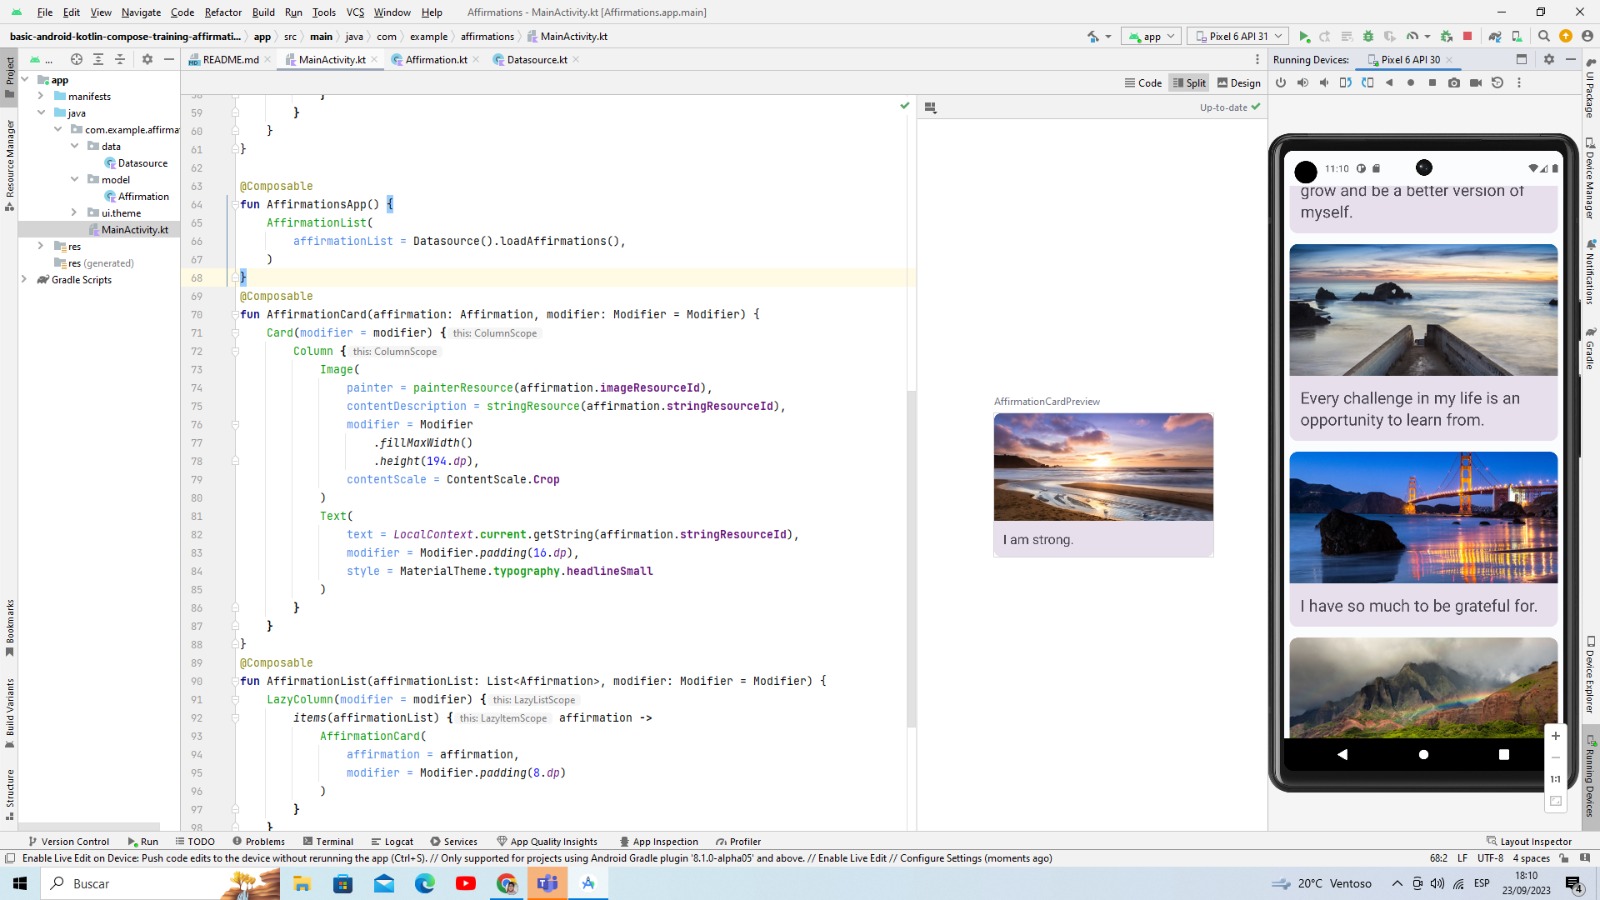 File Edit View Navigate Code Refactor Build Run Tools VCS Window Help Affirmations - MainActivity.kt [Affirmations.app.main]
basic-android-kotlin-compose-training-affirmati... app src main java com example affirmations MainActivity.kt
app Pixel 6 API 31
README.md MainActivity.kt Affirmation.kt Datasource.kt
Running Devices: Pixel 6 API 30
Code Split Design
Up-to-date
Project
Resource Manager
Bookmarks
Build Variants
Structure
app
manifests
java
com.example.affirmat
data
Datasource
model
Affirmation
ui.theme
MainActivity.kt
res
res (generated)
Gradle Scripts
59 }
60 }
61 }
62
63 @Composable
64 fun AffirmationsApp() {
65 AffirmationList(
66 affirmationList = Datasource().loadAffirmations(),
67 )
68 }
69 @Composable
70 fun AffirmationCard(affirmation: Affirmation, modifier: Modifier = Modifier) {
71 Card(modifier = modifier) { this: ColumnScope
72 Column { this: ColumnScope
73 Image(
74 painter = painterResource(affirmation.imageResourceId),
75 contentDescription = stringResource(affirmation.stringResourceId),
76 modifier = Modifier
77 .fillMaxWidth()
78 .height(194.dp),
79 contentScale = ContentScale.Crop
80 )
81 Text(
82 text = LocalContext.current.getString(affirmation.stringResourceId),
83 modifier = Modifier.padding(16.dp),
84 style = MaterialTheme.typography.headlineSmall
85 )
86 }
87 }
88 }
89 @Composable
90 fun AffirmationList(affirmationList: List<Affirmation>, modifier: Modifier = Modifier) {
91 LazyColumn(modifier = modifier) { this: LazyListScope
92 items(affirmationList) { this: LazyItemScope affirmation ->
93 AffirmationCard(
94 affirmation = affirmation,
95 modifier = Modifier.padding(8.dp)
96 )
97 }
98 }
AffirmationCardPreview
I am strong.
11:10
grow and be a better version of
myself.
Every challenge in my life is an
opportunity to learn from.
I have so much to be grateful for.
1:1
UI Package
Device Manager
Notifications
Gradle
Device Explorer
Running Devices
Version Control Run TODO Problems Terminal Logcat Services App Quality Insights App Inspection Profiler Layout Inspector
Enable Live Edit on Device: Push code edits to the device without rerunning the app (Ctrl+S). // Only supported for projects using Android Gradle plugin '8.1.0-alpha05' and above. // Enable Live Edit // Configure Settings (moments ago) 68:2 LF UTF-8 4 spaces
Buscar 20°C Ventoso ESP 18:10
23/09/2023 4